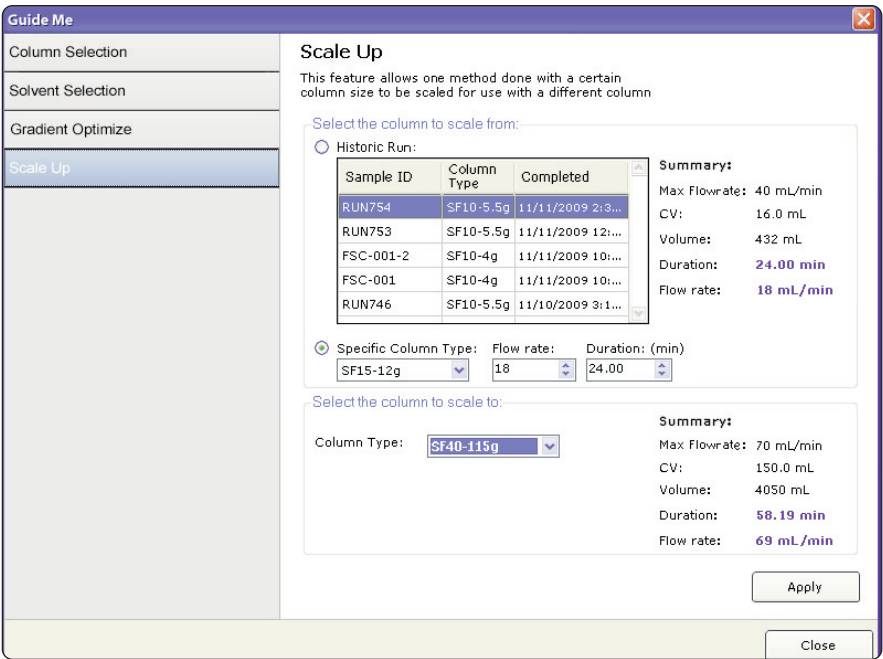 Guide Me
Column Selection
Solvent Selection
Gradient Optimize
Scale Up
Scale Up
This feature allows one method done with a certain
column size to be scaled for use with a different column
Select the column to scale from:
Historic Run:
Sample ID Column Type Completed
RUN754 SF10-5.5g 11/11/2009 2:3...
RUN753 SF10-5.5g 11/11/2009 12:...
FSC-001-2 SF10-4g 11/11/2009 10:...
FSC-001 SF10-4g 11/11/2009 10:...
RUN746 SF10-5.5g 11/10/2009 3:1...
Summary:
Max Flowrate: 40 mL/min
CV: 16.0 mL
Volume: 432 mL
Duration: 24.00 min
Flow rate: 18 mL/min
Specific Column Type: Flow rate: Duration: (min)
SF15-12g 18 24.00
Select the column to scale to:
Column Type: SF40-115g
Summary:
Max Flowrate: 70 mL/min
CV: 150.0 mL
Volume: 4050 mL
Duration: 58.19 min
Flow rate: 69 mL/min
Apply
Close